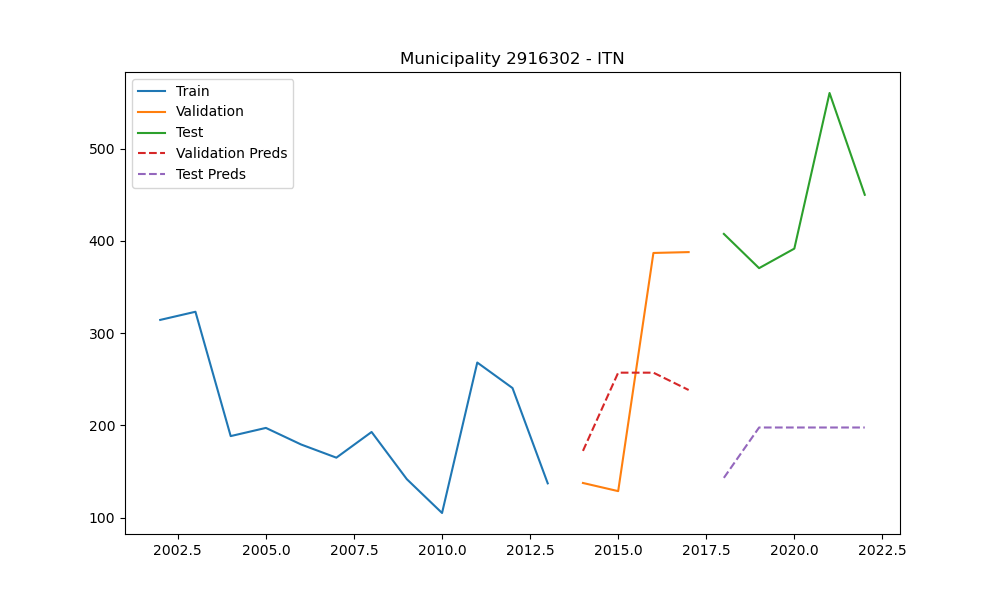 Municipality 2916302 - ITN
Train
Validation
Test
Validation Preds
Test Preds
500
400
300
200
100
2002.5 2005.0 2007.5 2010.0 2012.5 2015.0 2017.5 2020.0 2022.5